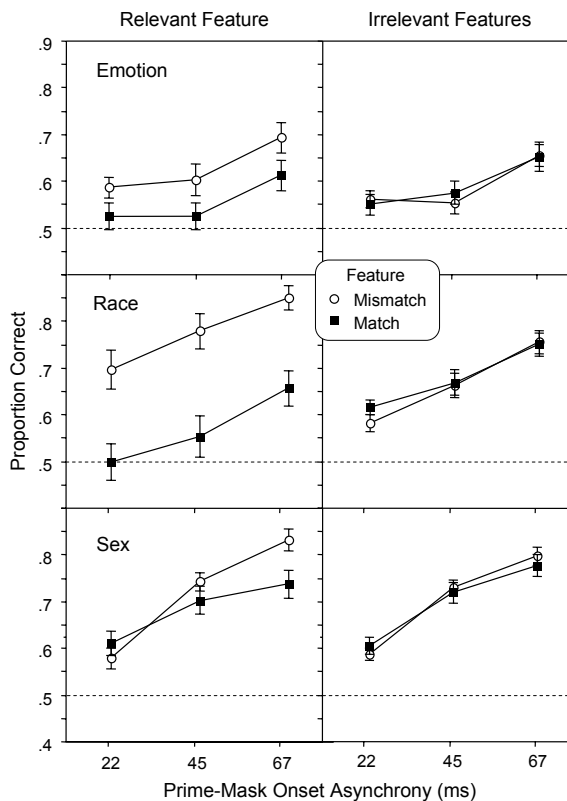 Relevant Feature Irrelevant Features
.9
Emotion
.8
.7
.6
.5
Feature
Mismatch
Match
Race
.8
.7
.6
.5
Proportion Correct
Sex
.8
.7
.6
.5
.4
22 45 67 22 45 67
Prime-Mask Onset Asynchrony (ms)